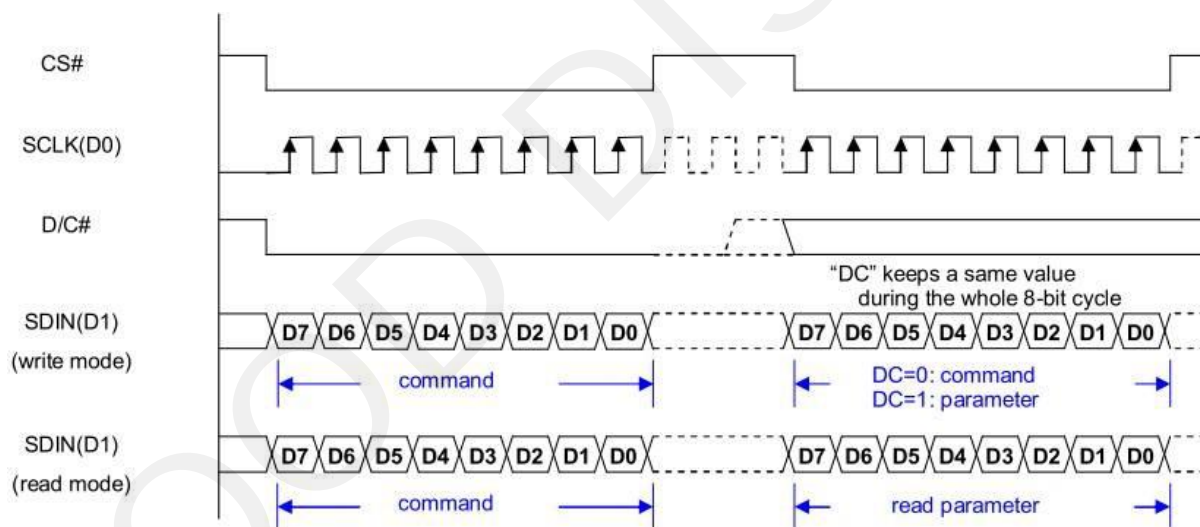 CS#
SCLK(D0)
D/C#
“DC” keeps a same value
during the whole 8-bit cycle
SDIN(D1)
(write mode)
D7 D6 D5 D4 D3 D2 D1 D0
D7 D6 D5 D4 D3 D2 D1 D0
command
DC=0: command
DC=1: parameter
SDIN(D1)
(read mode)
D7 D6 D5 D4 D3 D2 D1 D0
D7 D6 D5 D4 D3 D2 D1 D0
command
read parameter